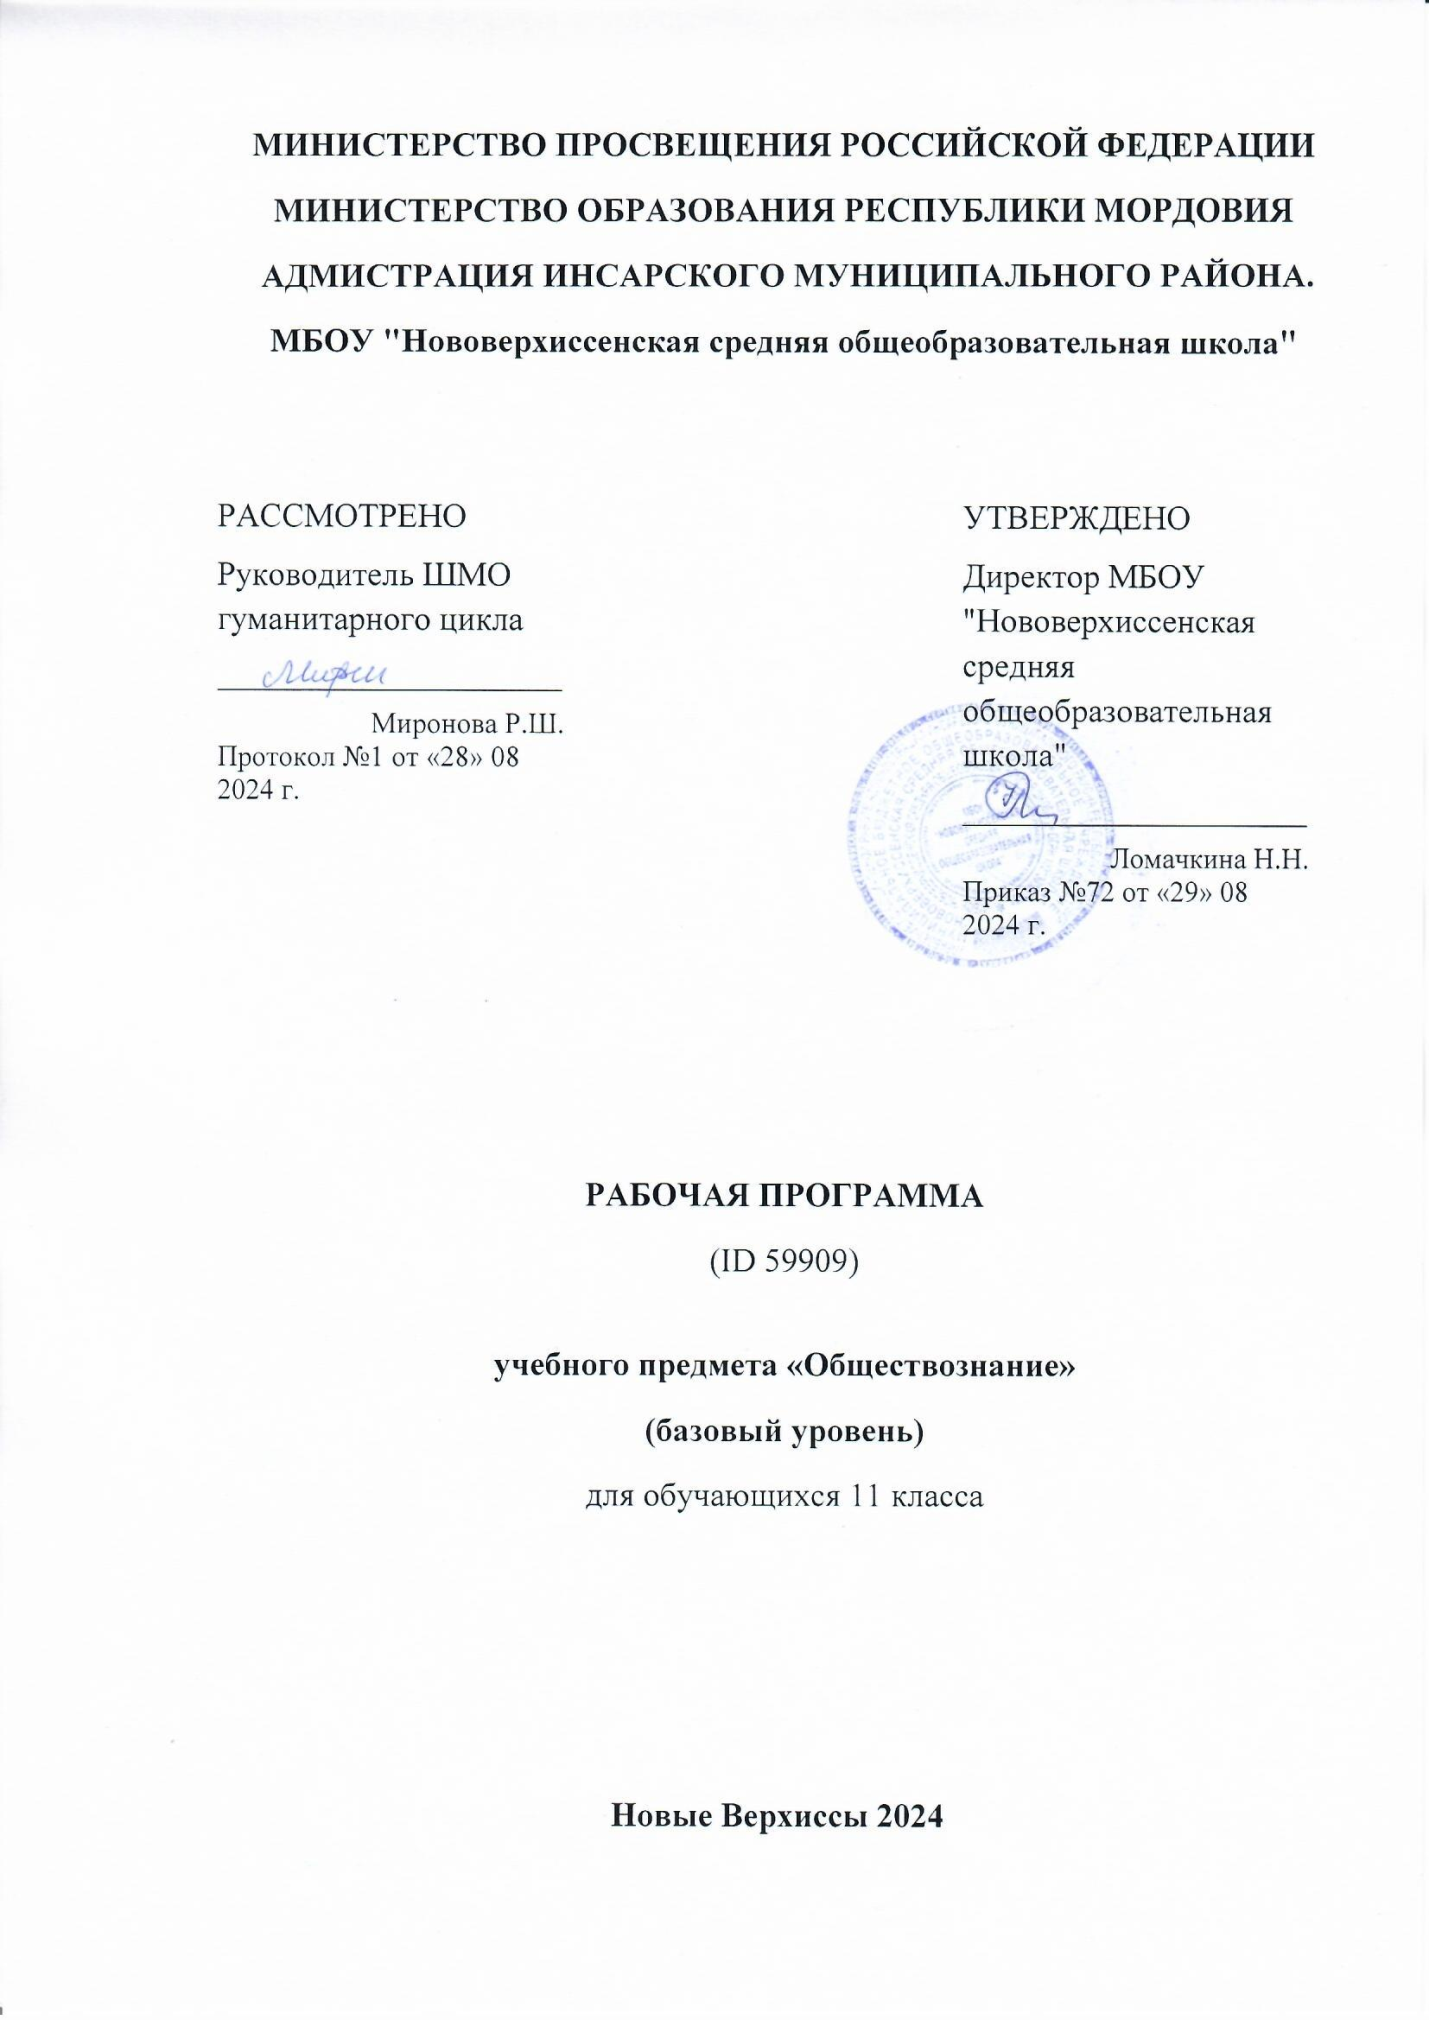 МИНИСТЕРСТВО ПРОСВЕЩЕНИЯ РОССИЙСКОЙ ФЕДЕРАЦИИ
МИНИСТЕРСТВО ОБРАЗОВАНИЯ РЕСПУБЛИКИ МОРДОВИЯ
АДМИСТРАЦИЯ ИНСАРСКОГО МУНИЦИПАЛЬНОГО РАЙОНА.
МБОУ "Нововерхиссенская средняя общеобразовательная школа"
РАССМОТРЕНО
Руководитель ШМО
гуманитарного цикла
Миронова Р.Ш.
Протокол №1 от «28» 08
2024 г.
УТВЕРЖДЕНО
Директор МБОУ
"Нововерхиссенская
средняя
общеобразовательная
школа"
Ломачкина Н.Н.
Приказ №72 от «29» 08
2024 г.
РАБОЧАЯ ПРОГРАММА
(ID 59909)
учебного предмета «Обществознание»
(базовый уровень)
для обучающихся 11 класса
Новые Верхиссы 2024